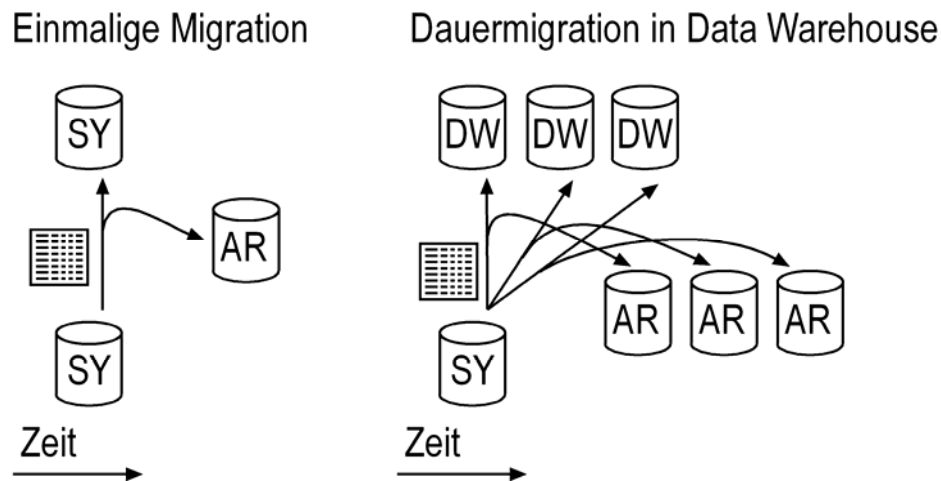 Einmalige Migration
Dauermigration in Data Warehouse
SY
AR
SY
Zeit
DW DW DW
AR AR AR
SY
Zeit